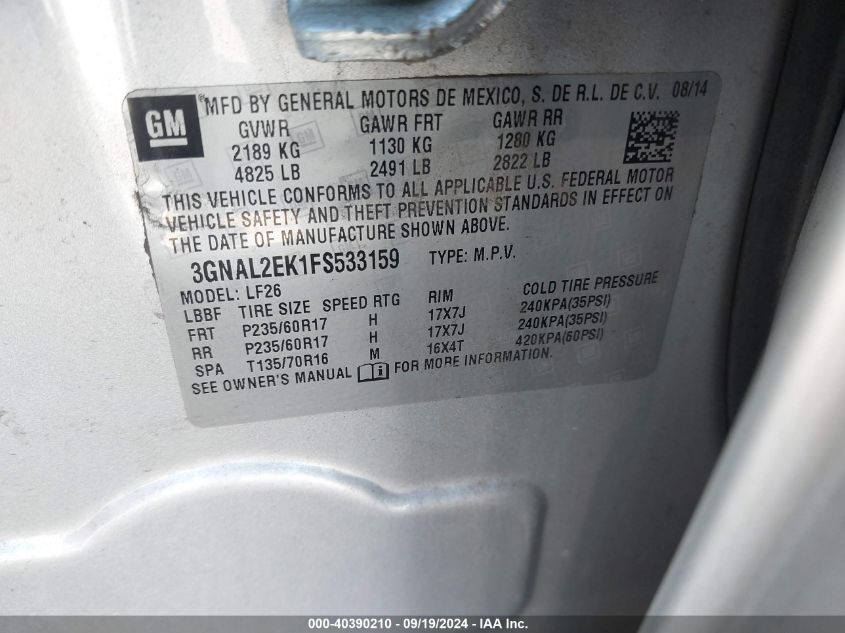 GM
MFD BY GENERAL MOTORS DE MEXICO, S. DE R.L. DE C.V. 08/14
GVWR GAWR FRT GAWR RR
2189 KG 1130 KG 1280 KG
4825 LB 2491 LB 2822 LB
THIS VEHICLE CONFORMS TO ALL APPLICABLE U.S. FEDERAL MOTOR
VEHICLE SAFETY AND THEFT PREVENTION STANDARDS IN EFFECT ON
THE DATE OF MANUFACTURE SHOWN ABOVE.
3GNAL2EK1FS533159 TYPE: M.P.V.
MODEL: LF26
LBBF TIRE SIZE SPEED RTG RIM COLD TIRE PRESSURE
FRT P235/60R17 H 17X7J 240KPA(35PSI)
RR P235/60R17 H 17X7J 240KPA(35PSI)
SPA T135/70R16 M 16X4T 420KPA(60PSI)
SEE OWNER'S MANUAL FOR MORE INFORMATION.
000-40390210 - 09/19/2024 - IAAI.com